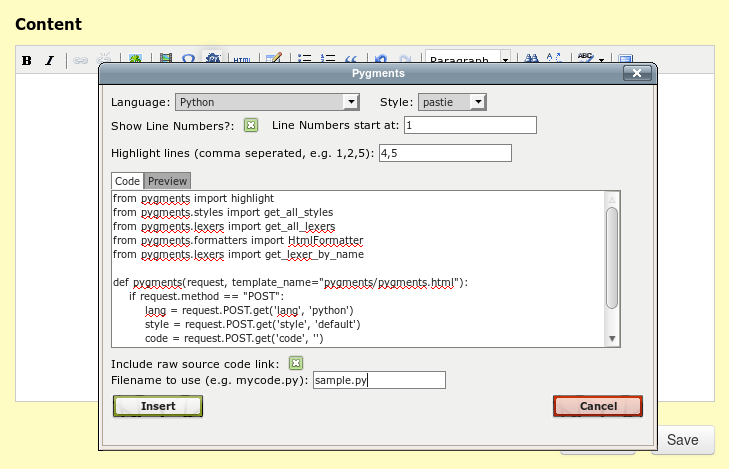 Content
B I HTML Paragraph ABC
Pygments
Language: Python Style: pastie
Show Line Numbers?: Line Numbers start at: 1
Highlight lines (comma seperated, e.g. 1,2,5): 4,5
Code Preview
from pygments import highlight
from pygments.styles import get_all_styles
from pygments.lexers import get_all_lexers
from pygments.formatters import HtmlFormatter
from pygments.lexers import get_lexer_by_name
def pygments(request, template_name="pygments/pygments.html"):
if request.method == "POST":
lang = request.POST.get('lang', 'python')
style = request.POST.get('style', 'default')
code = request.POST.get('code', '')
Include raw source code link:
Filename to use (e.g. mycode.py): sample.py
Insert Cancel
Save